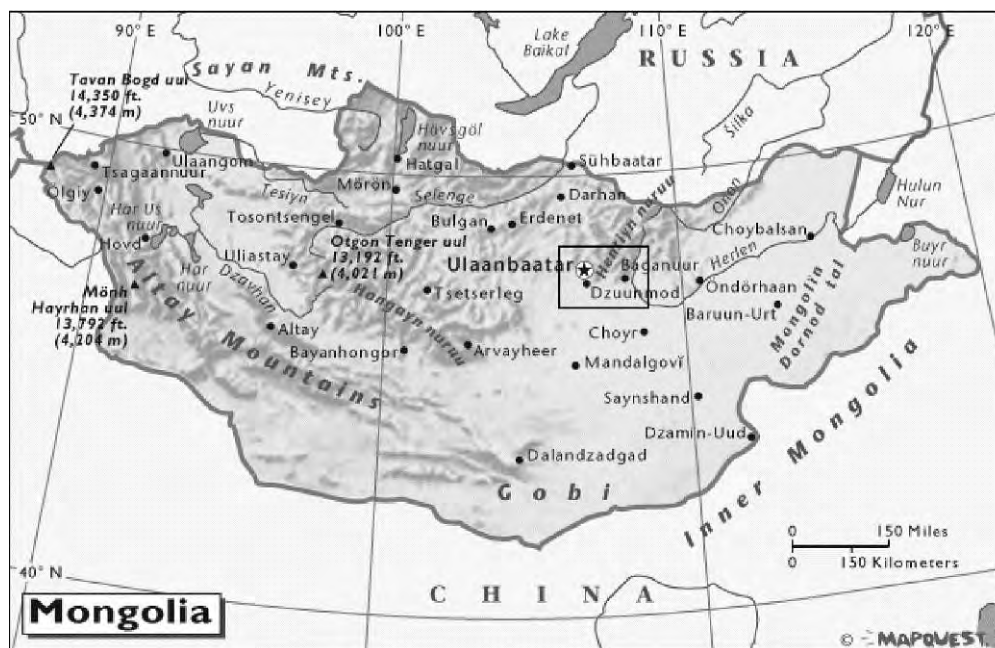 90° E
100° E
110° E
120° E
Lake
Baikal
RUSSIA
Sayan Mts.
Yenisey
Tavan Bogd uul
14,350 ft.
(4,374 m)
50° N
Uvs
nuur
Hövsgöl
nuur
Šilka
Ulaangom
Hatgal
Sühbaatar
Tsagaannuur
Ölgiy
Tesiyn
Mörön
Selenge
Darhan
Onon
Hulun
Nur
Har Us
nuur
Tosontsengel
Bulgan
Erdenet
Hentiyn nuruu
Choybalsan
Hovd
Otgon Tenger uul
13,192 ft.
(4,021 m)
Uliastay
Ulaanbaatar
Baganuur
Herlen
Buyr
nuur
Har
nuur
Dzavhan
Mönh
Hayrhan uul
13,792 ft.
(4,204 m)
Tsetserleg
Dzuunmod
Öndörhaan
Hangayn nuruu
Baruun-Urt
Mongolin
Dornod tal
Altay
Choyr
Altay
Mountains
Bayanhongor
Arvayheer
Mandalgovĭ
Saynshand
Dzamin-Uud
Dalandzadgad
Gobi
Inner Mongolia
0 150 Miles
0 150 Kilometers
40° N
CHINA
Mongolia
© MAPQUEST.